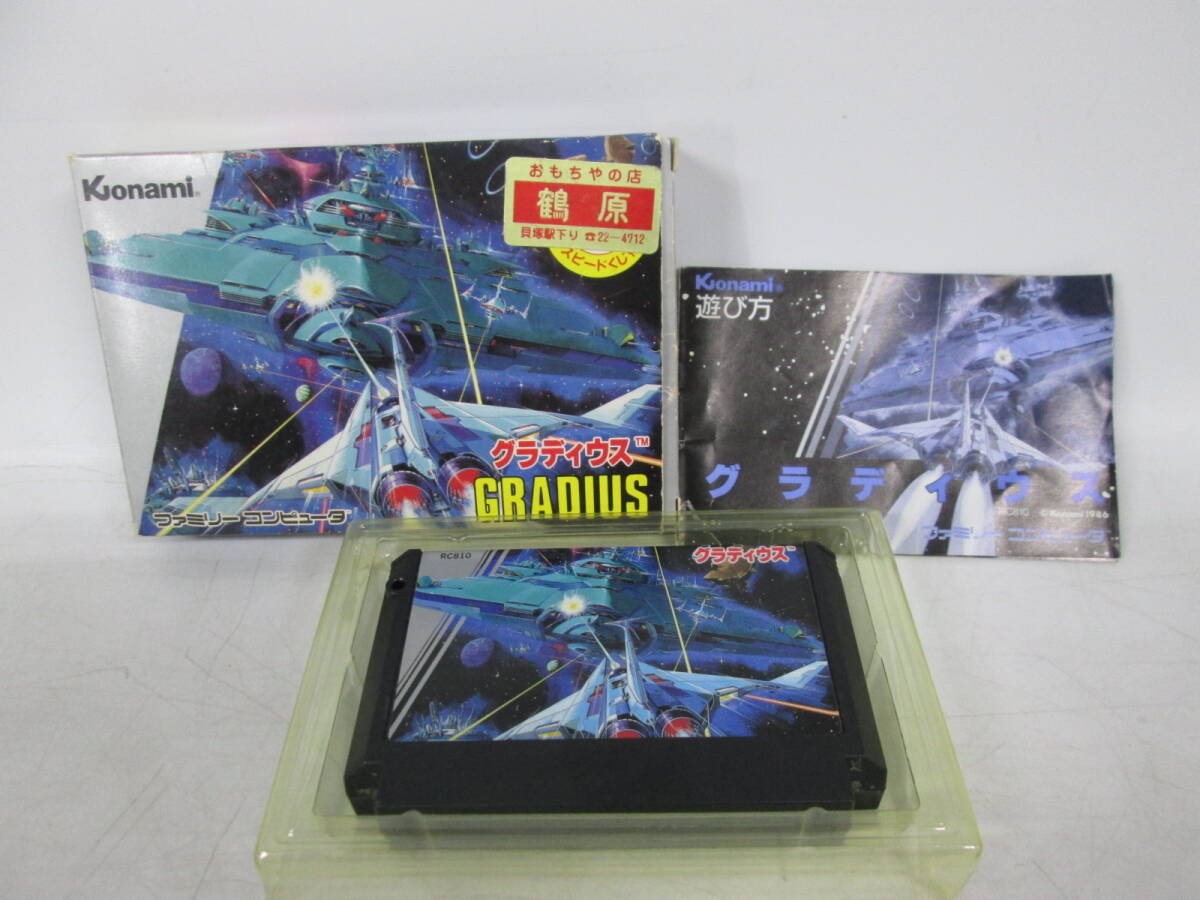 Konami®
おもちゃの店
鶴原
貝塚駅下り ☎22-4712
スピードくじ
グラディウス™
GRADIUS
ファミリーコンピュータ®
Konami®
遊び方
グラディウス
RC810 ©Konami 1986
ファミリーコンピュータ
RC810
グラディウス™